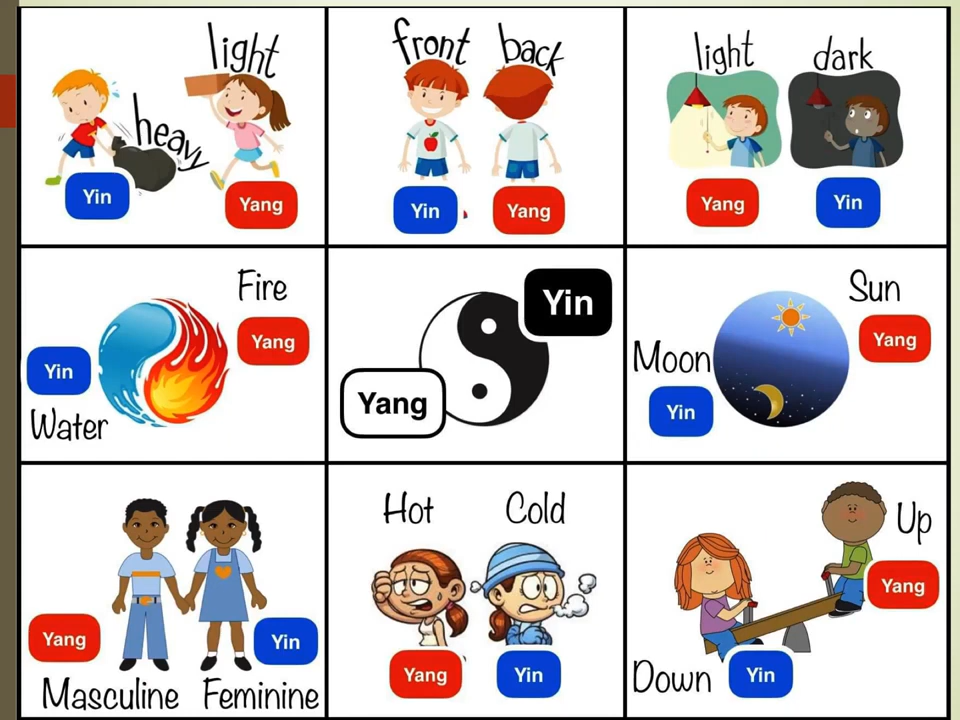 light
heavy
Yin
Yang
front back
Yin
Yang
light dark
Yang
Yin
Fire
Yang
Yin
Water
Yin
Yang
Sun
Yang
Moon
Yin
Yang
Yin
Masculine Feminine
Hot Cold
Yang
Yin
Up
Yang
Down
Yin